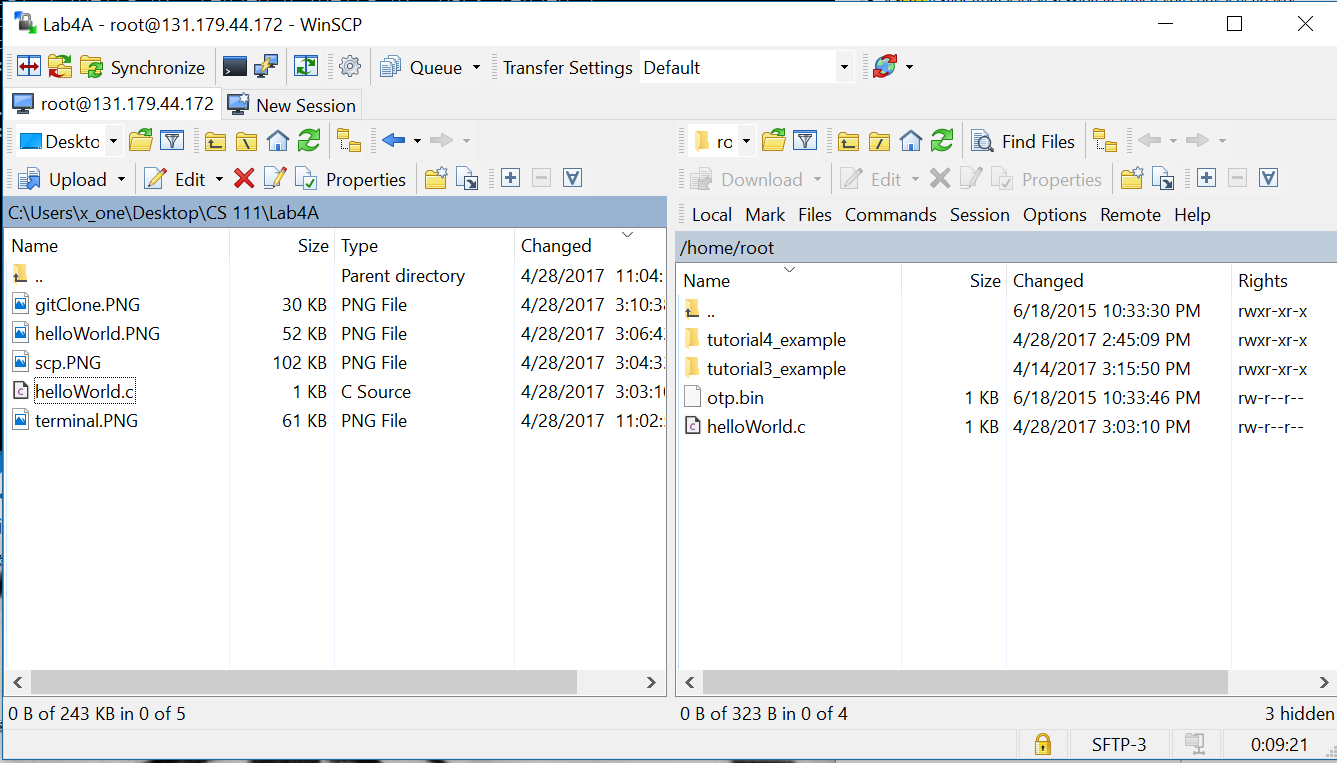 Lab4A - root@131.179.44.172 - WinSCP
Synchronize Queue Transfer Settings Default
root@131.179.44.172 New Session
Deskto ro Find Files
Upload Edit Properties Download Edit Properties
C:\Users\x_one\Desktop\CS 111\Lab4A
Local Mark Files Commands Session Options Remote Help
/home/root
Name Size Type Changed
.. Parent directory 4/28/2017 11:04:
gitClone.PNG 30 KB PNG File 4/28/2017 3:10:38
helloWorld.PNG 52 KB PNG File 4/28/2017 3:06:4
scp.PNG 102 KB PNG File 4/28/2017 3:04:3
helloWorld.c 1 KB C Source 4/28/2017 3:03:10
terminal.PNG 61 KB PNG File 4/28/2017 11:02:
Name Size Changed Rights
.. 6/18/2015 10:33:30 PM rwxr-xr-x
tutorial4_example 4/28/2017 2:45:09 PM rwxr-xr-x
tutorial3_example 4/14/2017 3:15:50 PM rwxr-xr-x
otp.bin 1 KB 6/18/2015 10:33:46 PM rw-r--r--
helloWorld.c 1 KB 4/28/2017 3:03:10 PM rw-r--r--
0 B of 243 KB in 0 of 5
0 B of 323 B in 0 of 4 3 hidden
SFTP-3 0:09:21